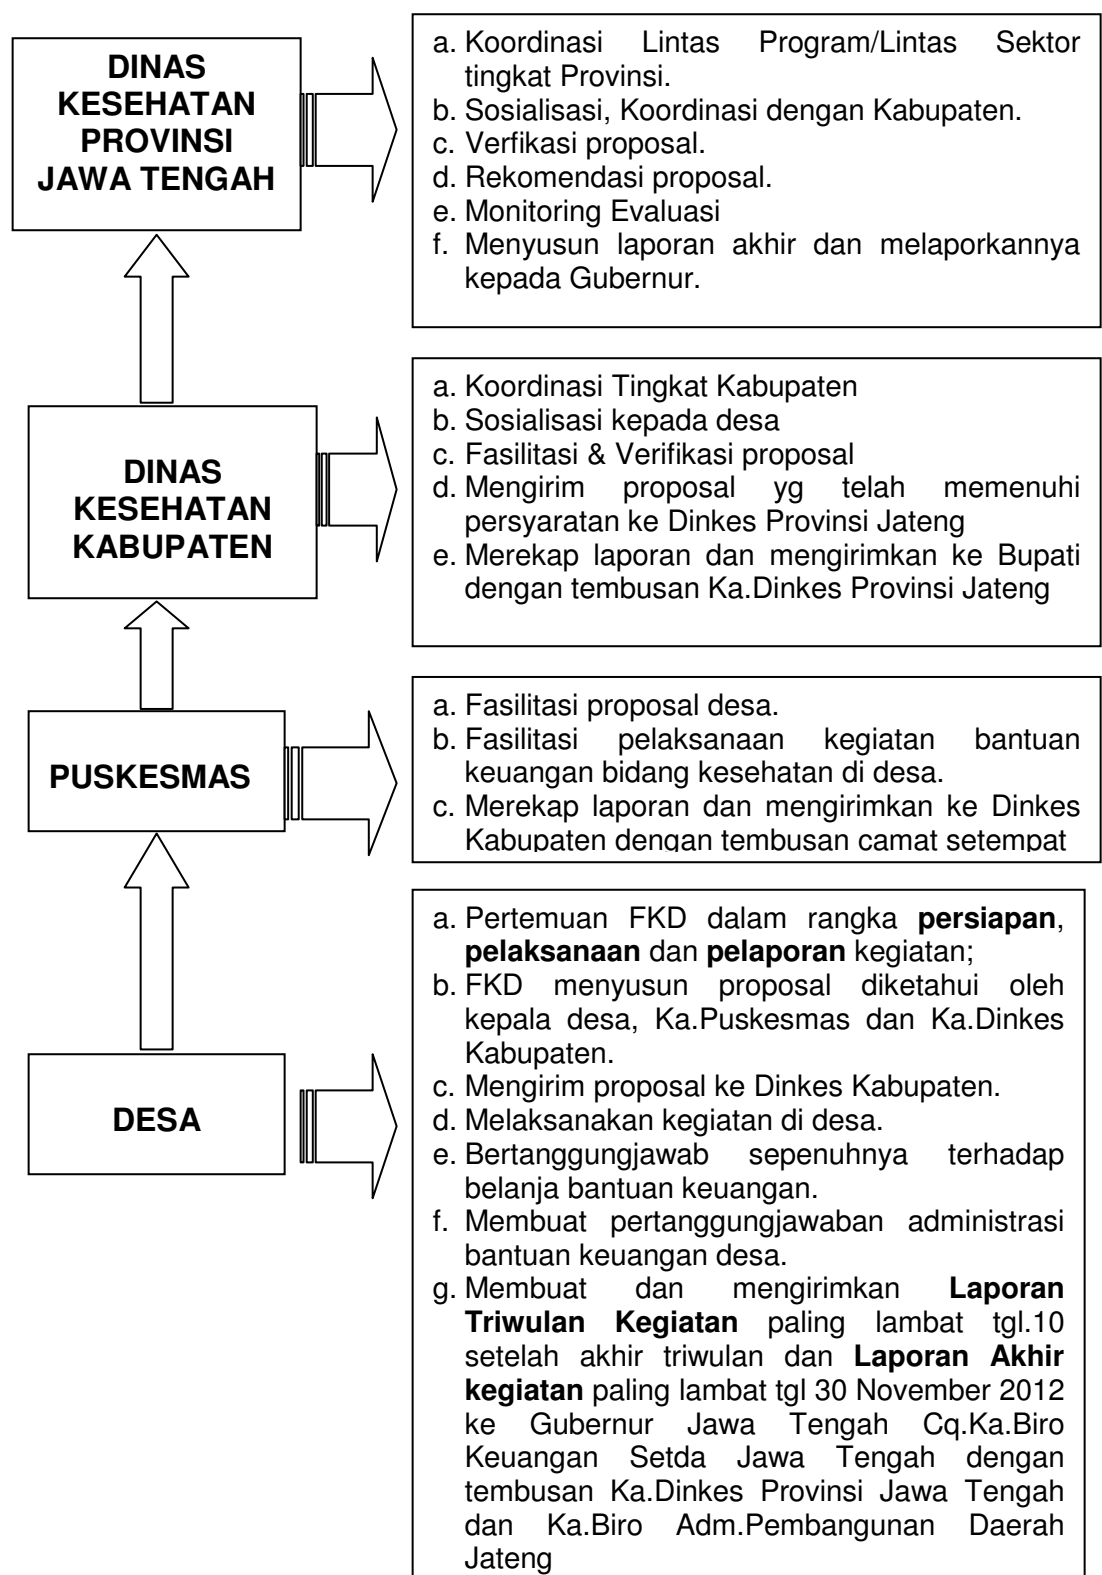 DINAS
KESEHATAN
PROVINSI
JAWA TENGAH
a. Koordinasi Lintas Program/Lintas Sektor
tingkat Provinsi.
b. Sosialisasi, Koordinasi dengan Kabupaten.
c. Verfikasi proposal.
d. Rekomendasi proposal.
e. Monitoring Evaluasi
f. Menyusun laporan akhir dan melaporkannya
kepada Gubernur.
DINAS
KESEHATAN
KABUPATEN
a. Koordinasi Tingkat Kabupaten
b. Sosialisasi kepada desa
c. Fasilitasi & Verifikasi proposal
d. Mengirim proposal yg telah memenuhi
persyaratan ke Dinkes Provinsi Jateng
e. Merekap laporan dan mengirimkan ke Bupati
dengan tembusan Ka.Dinkes Provinsi Jateng
PUSKESMAS
a. Fasilitasi proposal desa.
b. Fasilitasi pelaksanaan kegiatan bantuan
keuangan bidang kesehatan di desa.
c. Merekap laporan dan mengirimkan ke Dinkes
Kabupaten dengan tembusan camat setempat
DESA
a. Pertemuan FKD dalam rangka persiapan,
pelaksanaan dan pelaporan kegiatan;
b. FKD menyusun proposal diketahui oleh
kepala desa, Ka.Puskesmas dan Ka.Dinkes
Kabupaten.
c. Mengirim proposal ke Dinkes Kabupaten.
d. Melaksanakan kegiatan di desa.
e. Bertanggungjawab sepenuhnya terhadap
belanja bantuan keuangan.
f. Membuat pertanggungjawaban administrasi
bantuan keuangan desa.
g. Membuat dan mengirimkan Laporan
Triwulan Kegiatan paling lambat tgl.10
setelah akhir triwulan dan Laporan Akhir
kegiatan paling lambat tgl 30 November 2012
ke Gubernur Jawa Tengah Cq.Ka.Biro
Keuangan Setda Jawa Tengah dengan
tembusan Ka.Dinkes Provinsi Jawa Tengah
dan Ka.Biro Adm.Pembangunan Daerah
Jateng